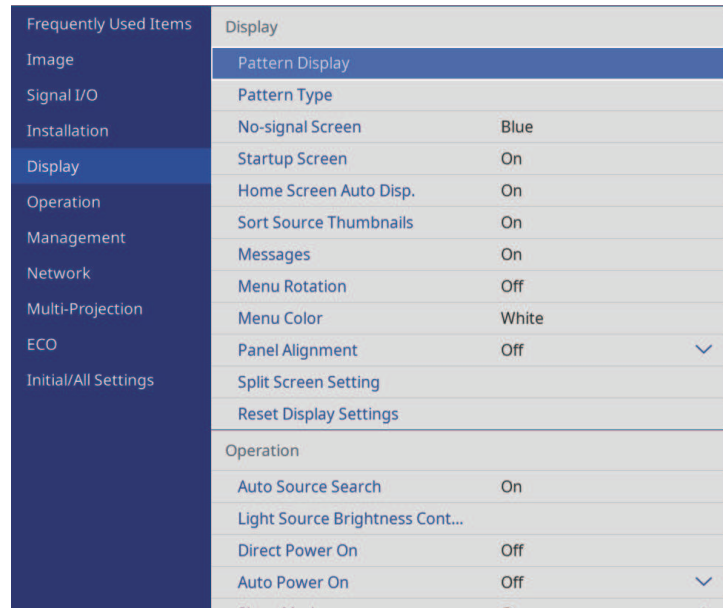 Frequently Used Items
Image
Signal I/O
Installation
Display
Operation
Management
Network
Multi-Projection
ECO
Initial/All Settings
Display
Pattern Display
Pattern Type
No-signal Screen Blue
Startup Screen On
Home Screen Auto Disp. On
Sort Source Thumbnails On
Messages On
Menu Rotation Off
Menu Color White
Panel Alignment Off
Split Screen Setting
Reset Display Settings
Operation
Auto Source Search On
Light Source Brightness Cont...
Direct Power On Off
Auto Power On Off